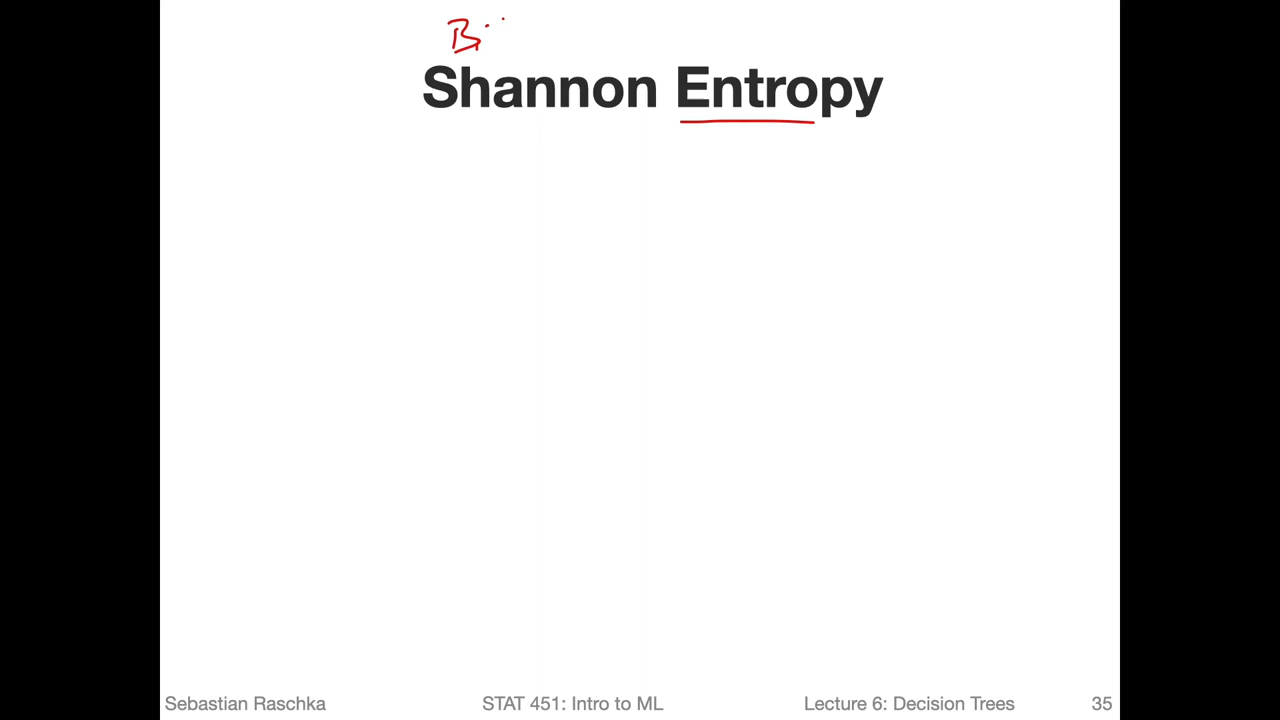 B
Shannon Entropy
Sebastian Raschka STAT 451: Intro to ML Lecture 6: Decision Trees 35